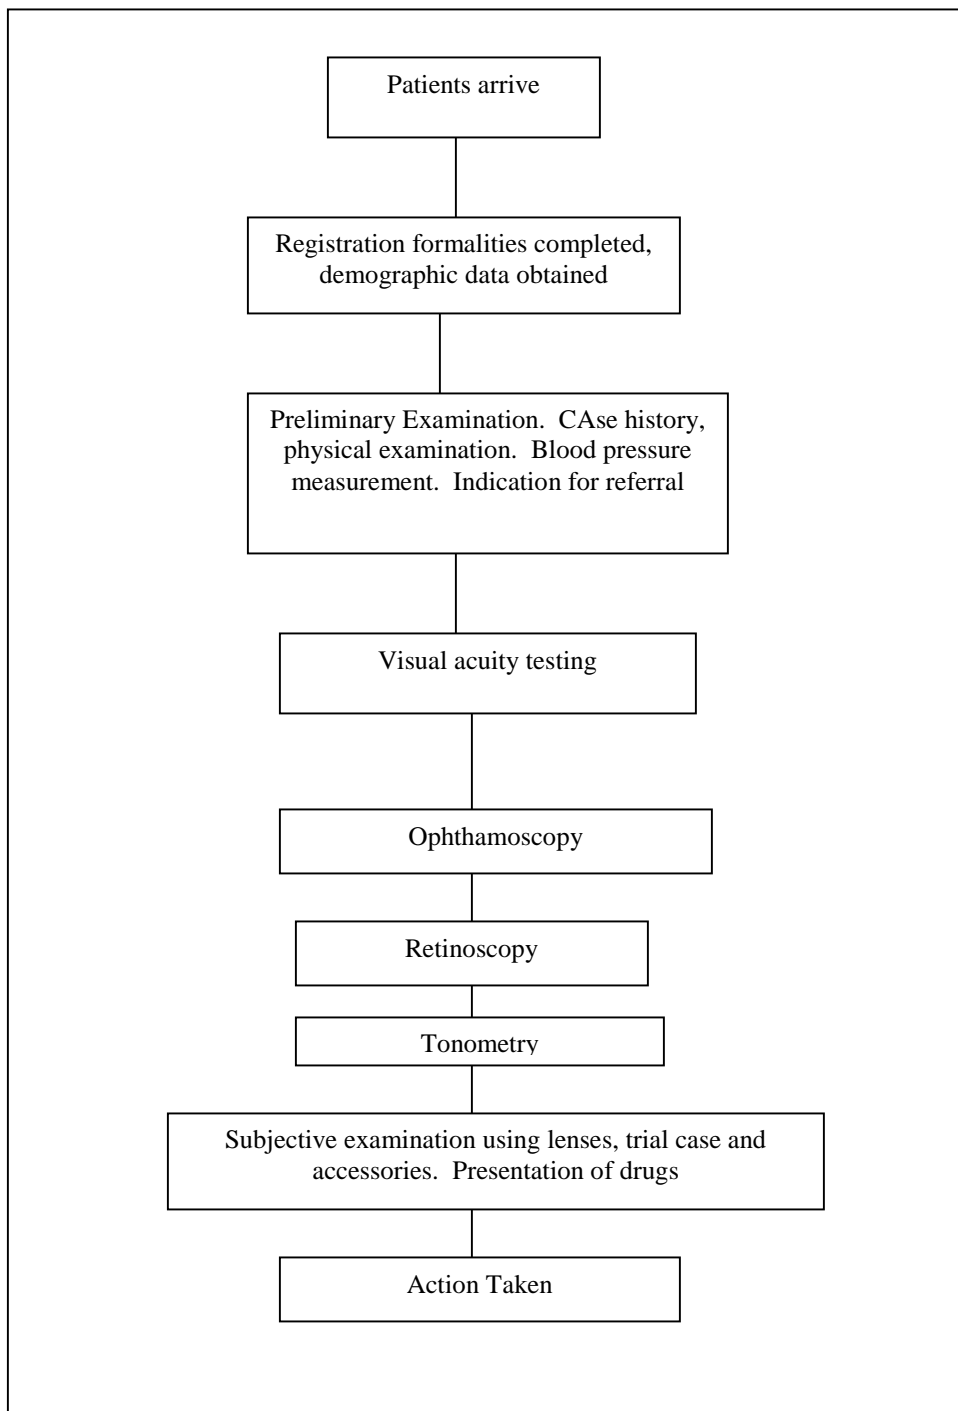 Patients arrive
Registration formalities completed,
demographic data obtained
Preliminary Examination.  CAse history,
physical examination.  Blood pressure
measurement.  Indication for referral
Visual acuity testing
Ophthamoscopy
Retinoscopy
Tonometry
Subjective examination using lenses, trial case and
accessories.  Presentation of drugs
Action Taken